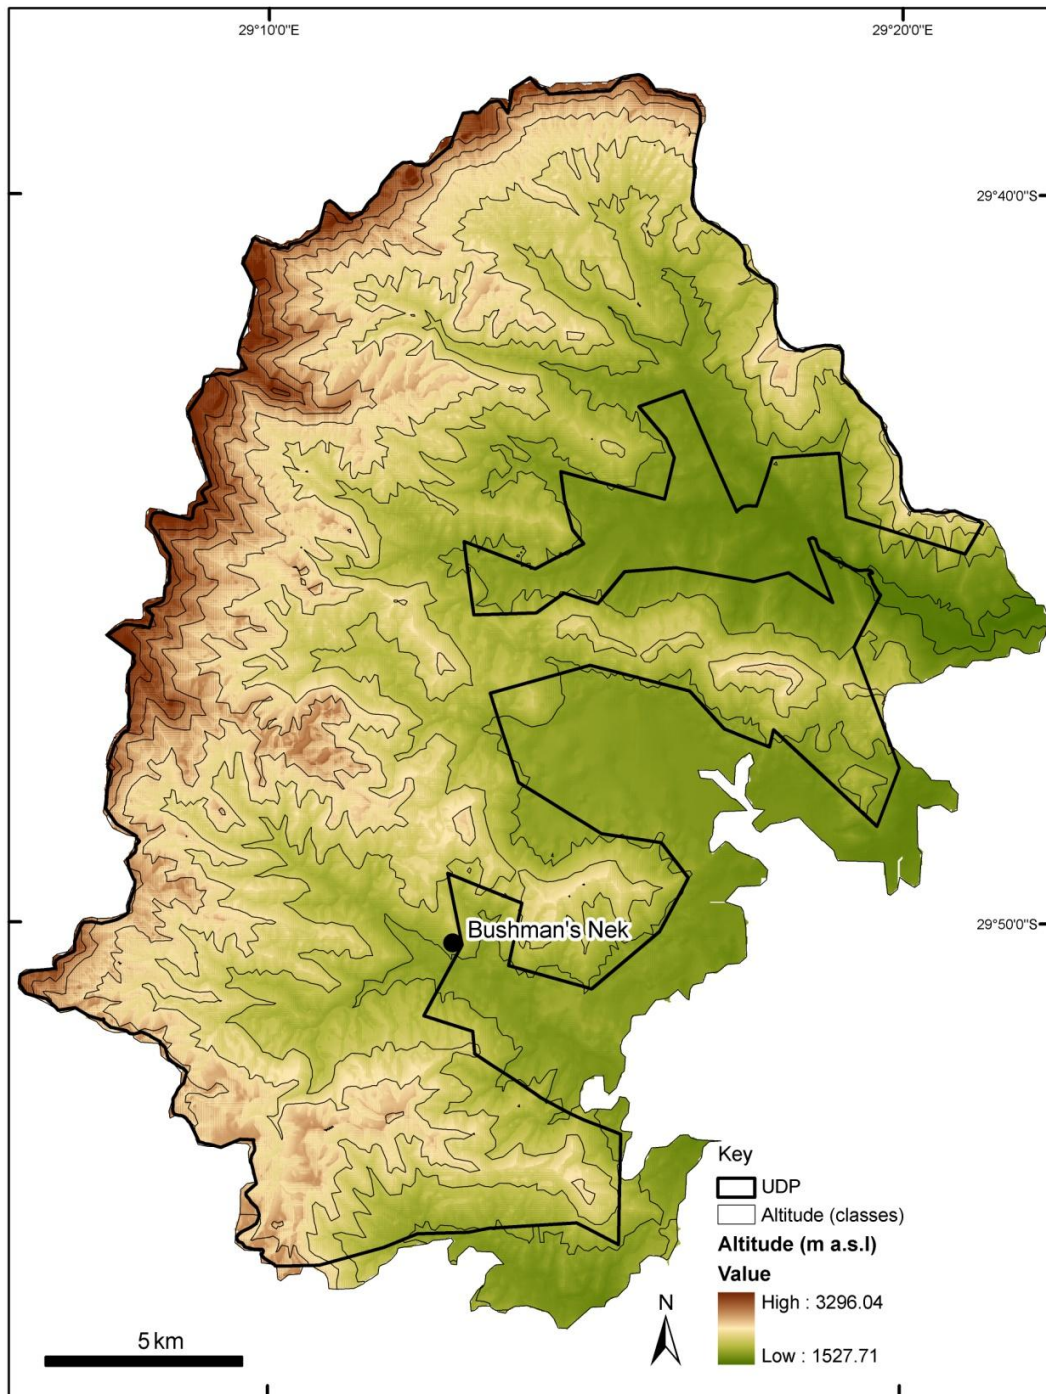 29°10'0"E
29°20'0"E
29°40'0"S
29°50'0"S
Bushman's Nek
Key
UDP
Altitude (classes)
Altitude (m a.s.l)
Value
High : 3296.04
Low : 1527.71
N
5 km